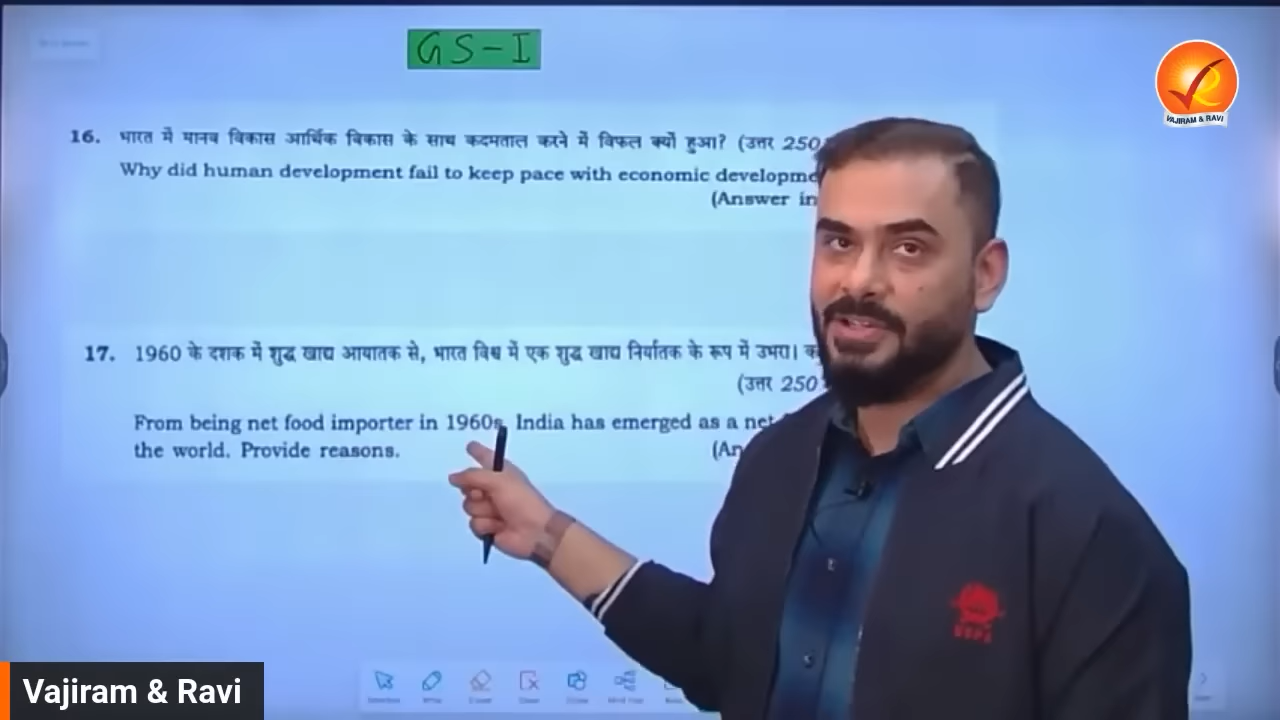 GS-I
VAJIRAM & RAVI
16. भारत में मानव विकास आर्थिक विकास के साथ कदमताल करने में विफल क्यों हुआ? (उत्तर 250
Why did human development fail to keep pace with economic developme
(Answer in
17. 1960 के दशक में शुद्ध खाद्य आयातक से, भारत विश्व में एक शुद्ध खाद्य निर्यातक के रूप में उभरा।
(उत्तर 250
From being net food importer in 1960s, India has emerged as a net
the world. Provide reasons.
(An
Vajiram & Ravi